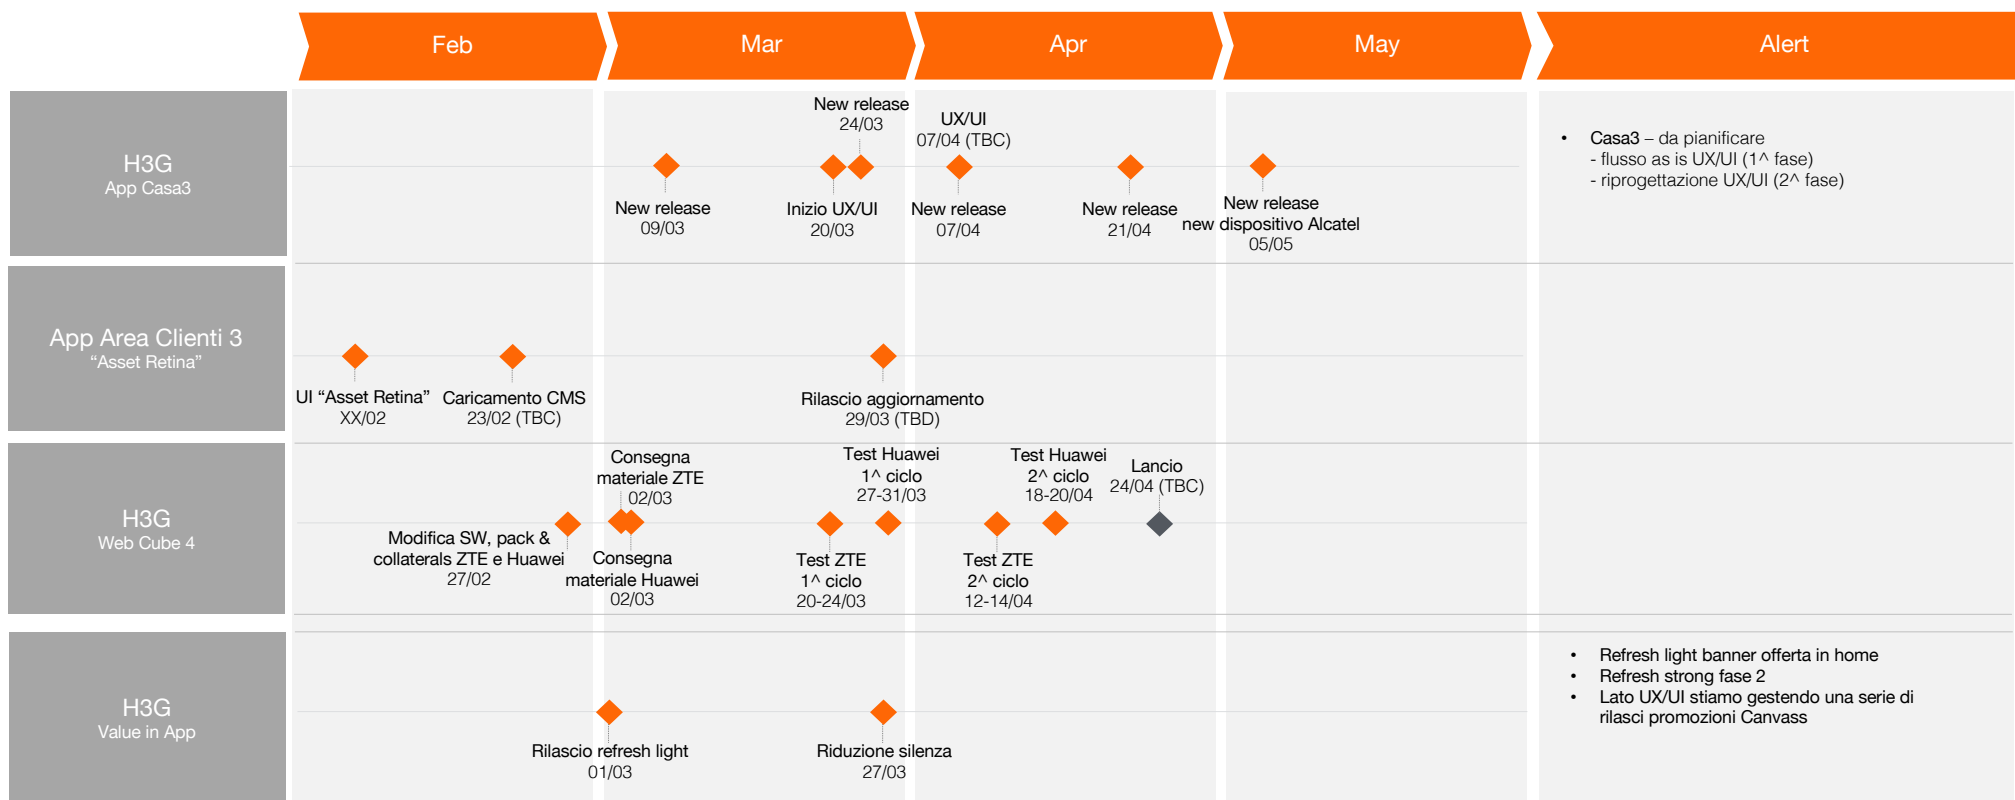 Feb
Mar
Apr
May
Alert
H3G
App Casa3
New release
24/03
UX/UI
07/04 (TBC)
New release
09/03
Inizio UX/UI
20/03
New release
07/04
New release
21/04
New release
new dispositivo Alcatel
05/05
• Casa3 – da pianificare
- flusso as is UX/UI (1^ fase)
- riprogettazione UX/UI (2^ fase)
App Area Clienti 3
“Asset Retina”
UI “Asset Retina”
XX/02
Caricamento CMS
23/02 (TBC)
Rilascio aggiornamento
29/03 (TBD)
H3G
Web Cube 4
Modifica SW, pack &
collaterals ZTE e Huawei
27/02
Consegna
materiale ZTE
02/03
Consegna
materiale Huawei
02/03
Test ZTE
1^ ciclo
20-24/03
Test Huawei
1^ ciclo
27-31/03
Test ZTE
2^ ciclo
12-14/04
Test Huawei
2^ ciclo
18-20/04
Lancio
24/04 (TBC)
H3G
Value in App
Rilascio refresh light
01/03
Riduzione silenza
27/03
• Refresh light banner offerta in home
• Refresh strong fase 2
• Lato UX/UI stiamo gestendo una serie di
rilasci promozioni Canvass